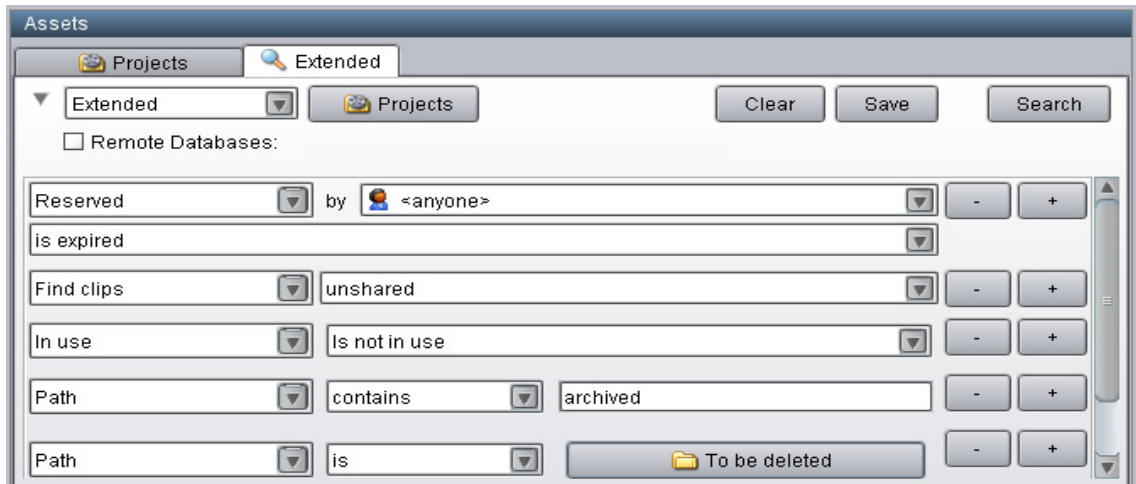 Assets
Projects Extended
Extended Projects Clear Save Search
Remote Databases:
Reserved by <anyone> - +
is expired
Find clips unshared - +
In use Is not in use - +
Path contains archived - +
Path is To be deleted - +